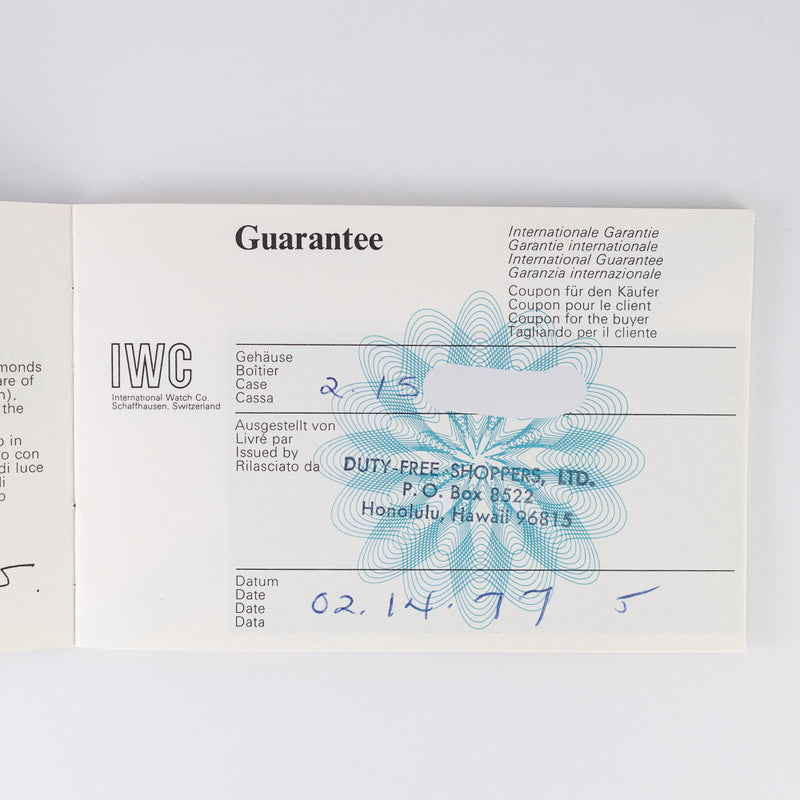 monds
are of
n),
the
o in
o con
di luce
di
o
5.
IWC
International Watch Co.
Schaffhausen, Switzerland
Guarantee
Internationale Garantie
Garantie internationale
International Guarantee
Garanzia internazionale
Coupon für den Käufer
Coupon pour le client
Coupon for the buyer
Tagliando per il cliente
Gehäuse
Boîtier
Case
Cassa
2.15
Ausgestellt von
Livré par
Issued by
Rilasciato da
DUTY-FREE SHOPPERS, LTD.
P. O. Box 8522
Honolulu, Hawaii 96815
Datum
Date
Date
Data
02.14.77 5